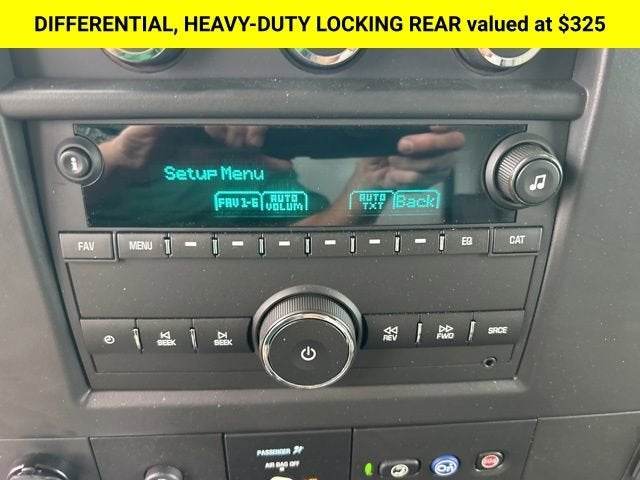 DIFFERENTIAL, HEAVY-DUTY LOCKING REAR valued at $325
Setup Menu
FAV 1-6 AUTO VOLUM AUTO TXT Back
FAV MENU EQ CAT
SEEK SEEK REV FWD SRCE
PASSENGER
AIR BAG OFF